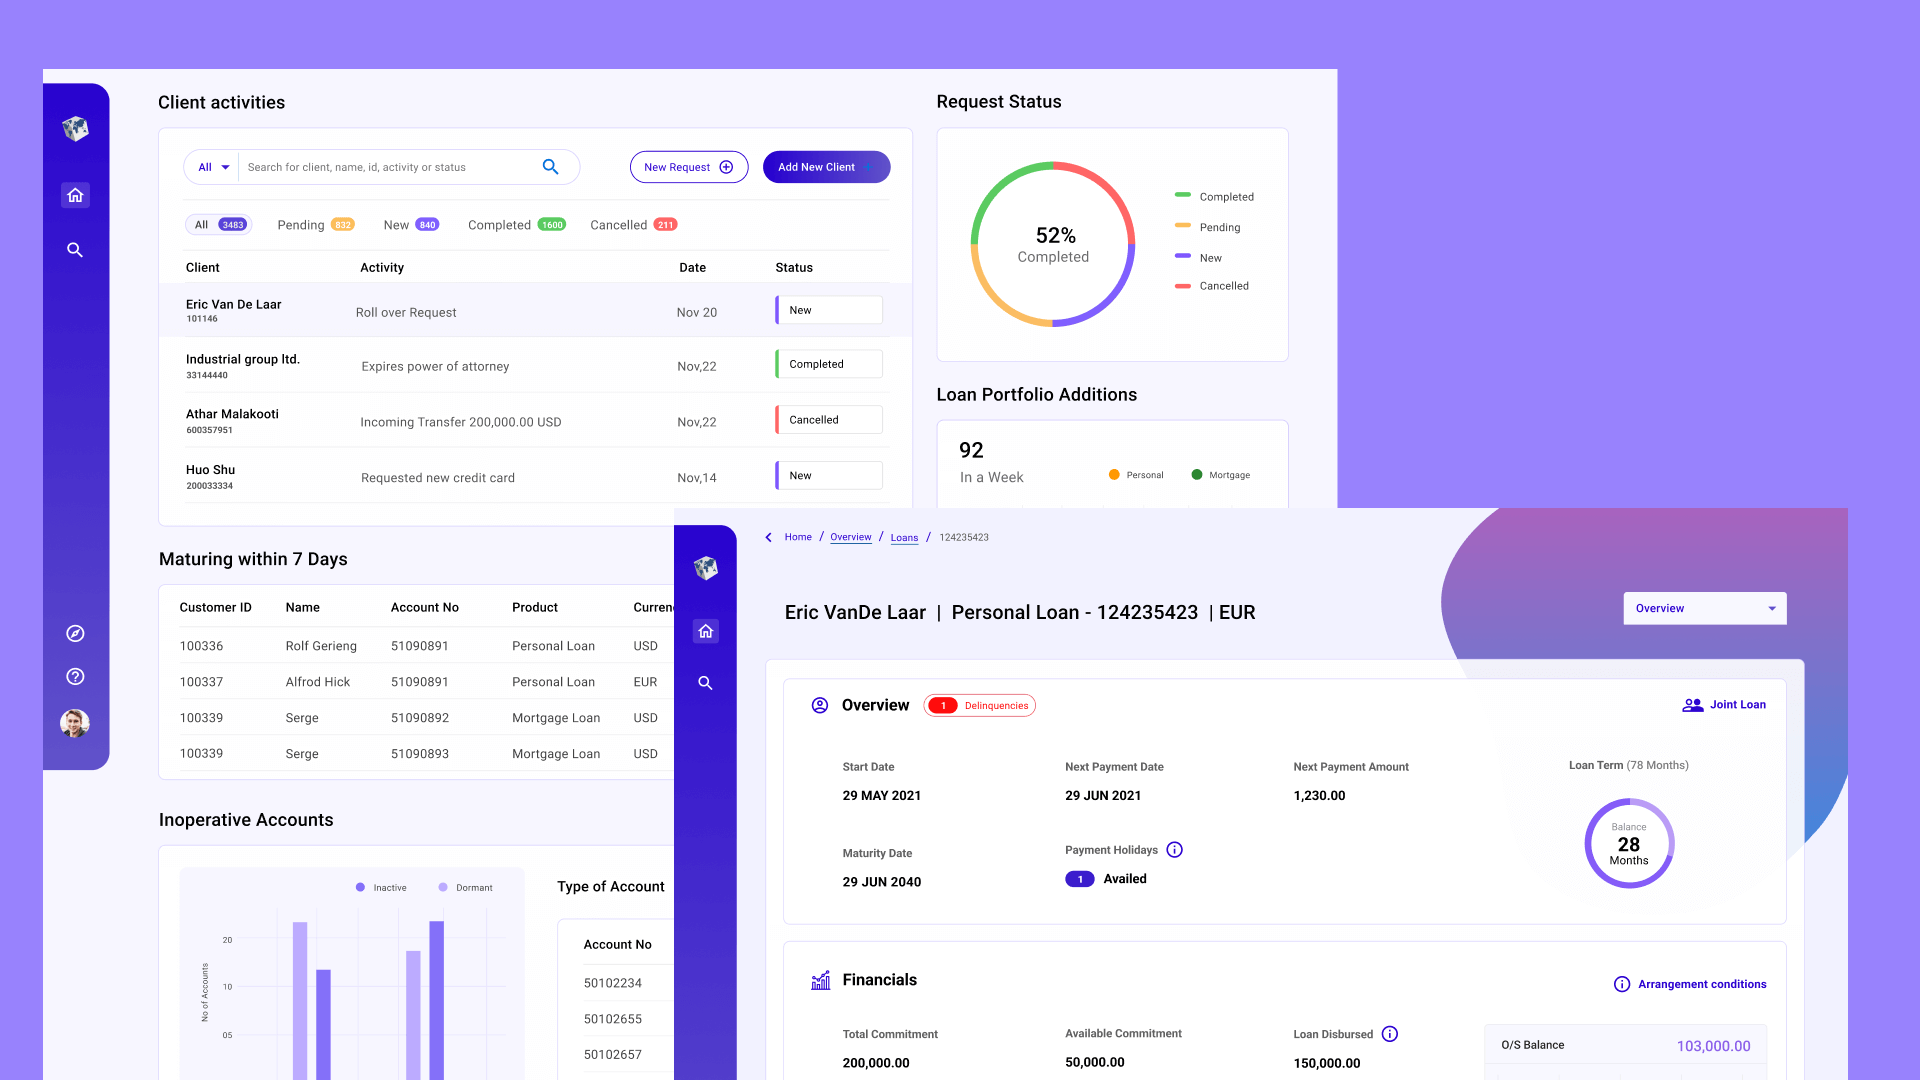 Client activities
All
Search for client, name, id, activity or status
New Request
Add New Client
All 3483
Pending 832
New 840
Completed 1600
Cancelled 211
Client Activity Date Status
Eric Van De Laar
101146
Roll over Request
Nov 20
New
Industrial group ltd.
33144440
Expires power of attorney
Nov,22
Completed
Athar Malakooti
600357951
Incoming Transfer 200,000.00 USD
Nov,22
Cancelled
Huo Shu
200033334
Requested new credit card
Nov,14
New
Request Status
52%
Completed
Completed
Pending
New
Cancelled
Loan Portfolio Additions
92
In a Week
Personal
Mortgage
Maturing within 7 Days
Customer ID Name Account No Product Curren
100336 Rolf Gerieng 51090891 Personal Loan USD
100337 Alfrod Hick 51090891 Personal Loan EUR
100339 Serge 51090892 Mortgage Loan USD
100339 Serge 51090893 Mortgage Loan USD
Inoperative Accounts
Inactive
Dormant
20
10
05
No of Accounts
Type of Account
Account No
50102234
50102655
50102657
Home / Overview / Loans / 124235423
Eric VanDe Laar | Personal Loan - 124235423 | EUR
Overview
Overview
1 Delinquencies
Joint Loan
Start Date
29 MAY 2021
Next Payment Date
29 JUN 2021
Next Payment Amount
1,230.00
Maturity Date
29 JUN 2040
Payment Holidays
1 Availed
Loan Term (78 Months)
Balance
28
Months
Financials
Arrangement conditions
Total Commitment
200,000.00
Available Commitment
50,000.00
Loan Disbursed
150,000.00
O/S Balance
103,000.00